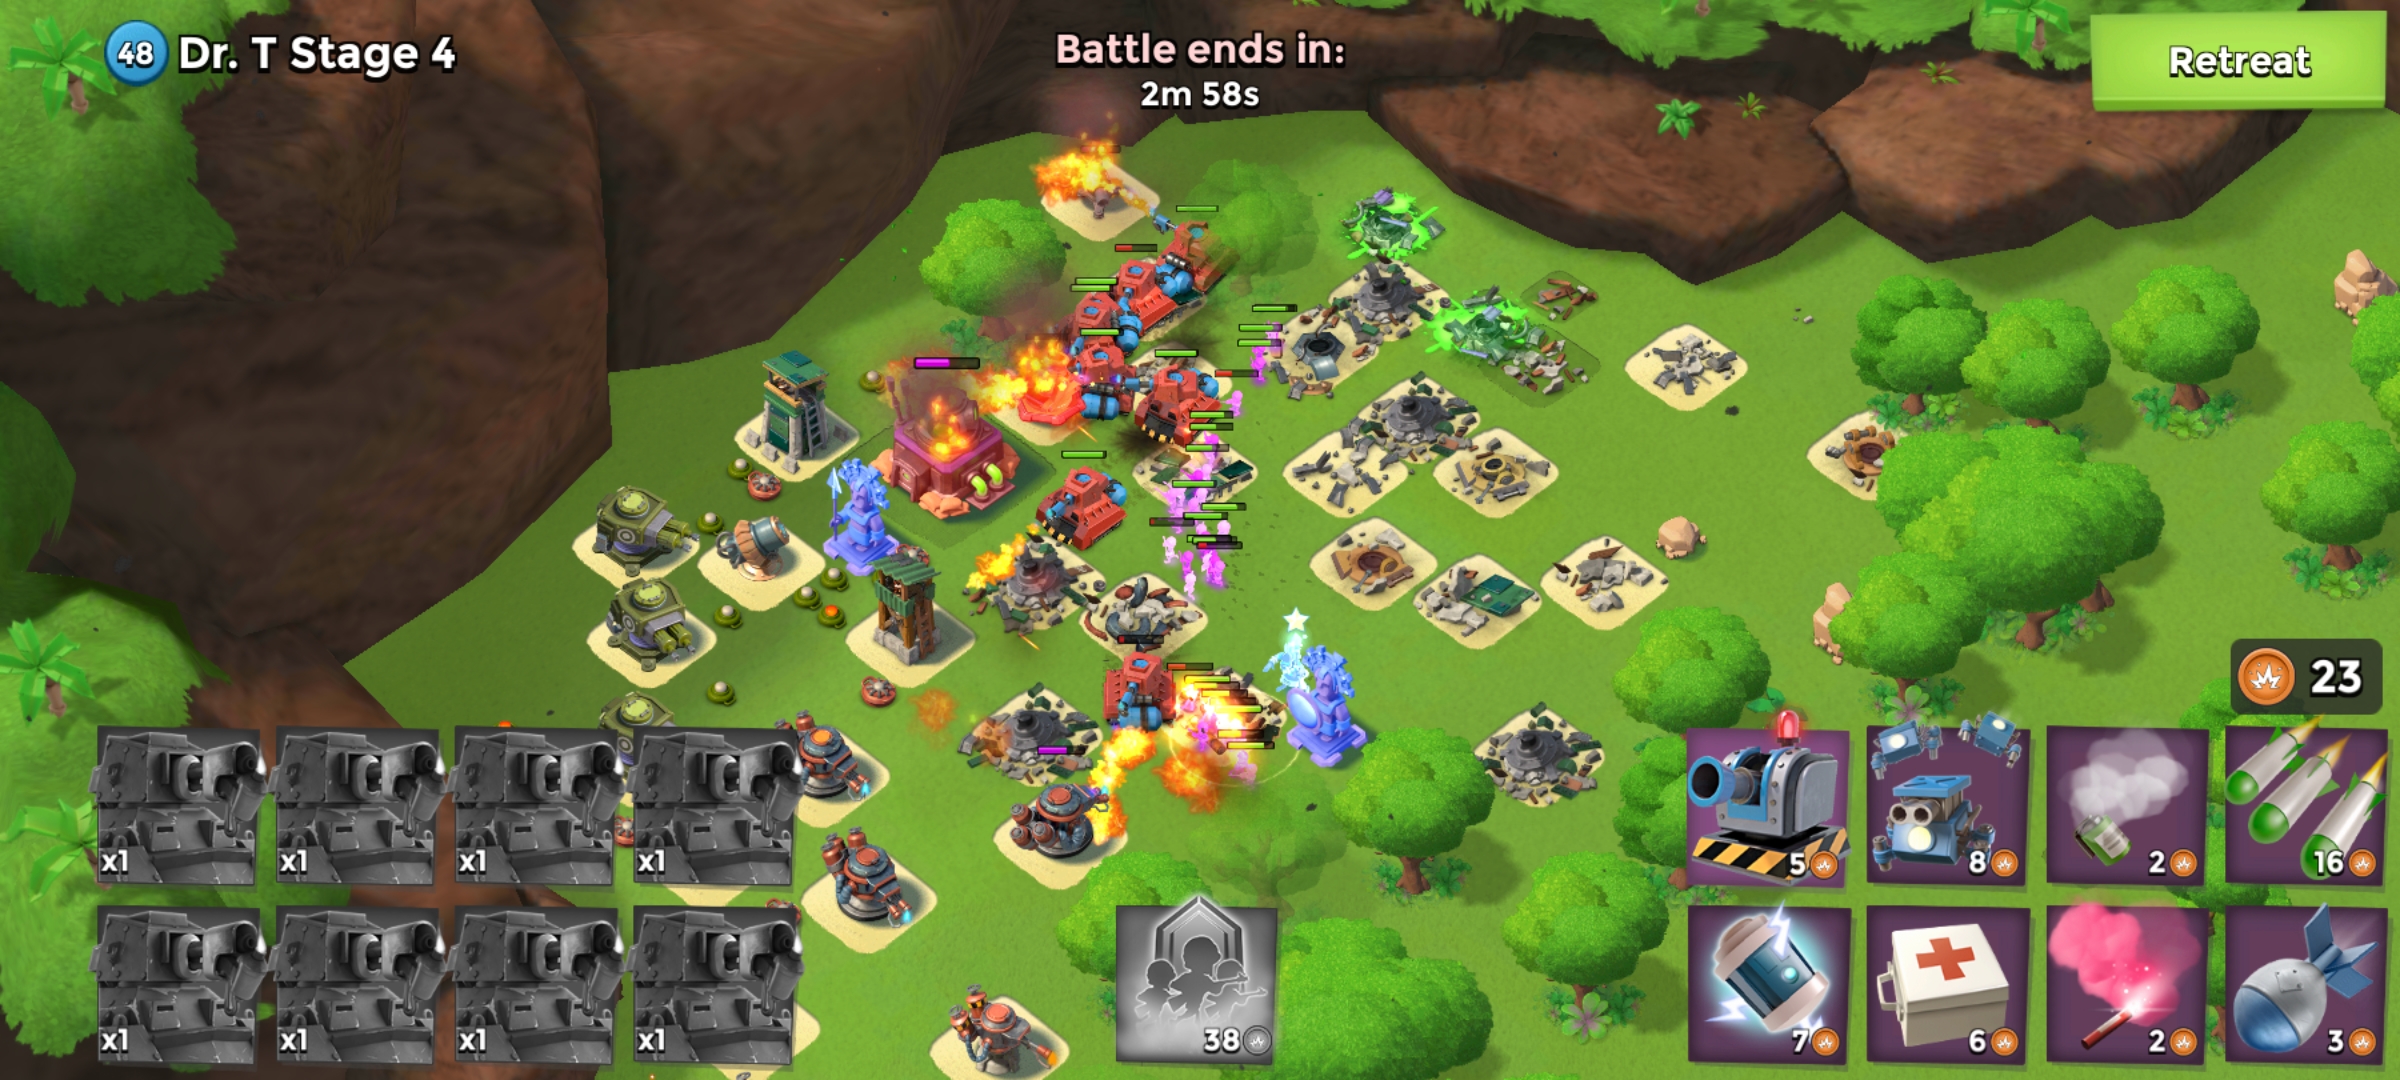 48 Dr. T Stage 4
Battle ends in:
2m 58s
Retreat
23
x1 x1 x1 x1
5 8 2 16
x1 x1 x1 x1
38
7 6 2 3